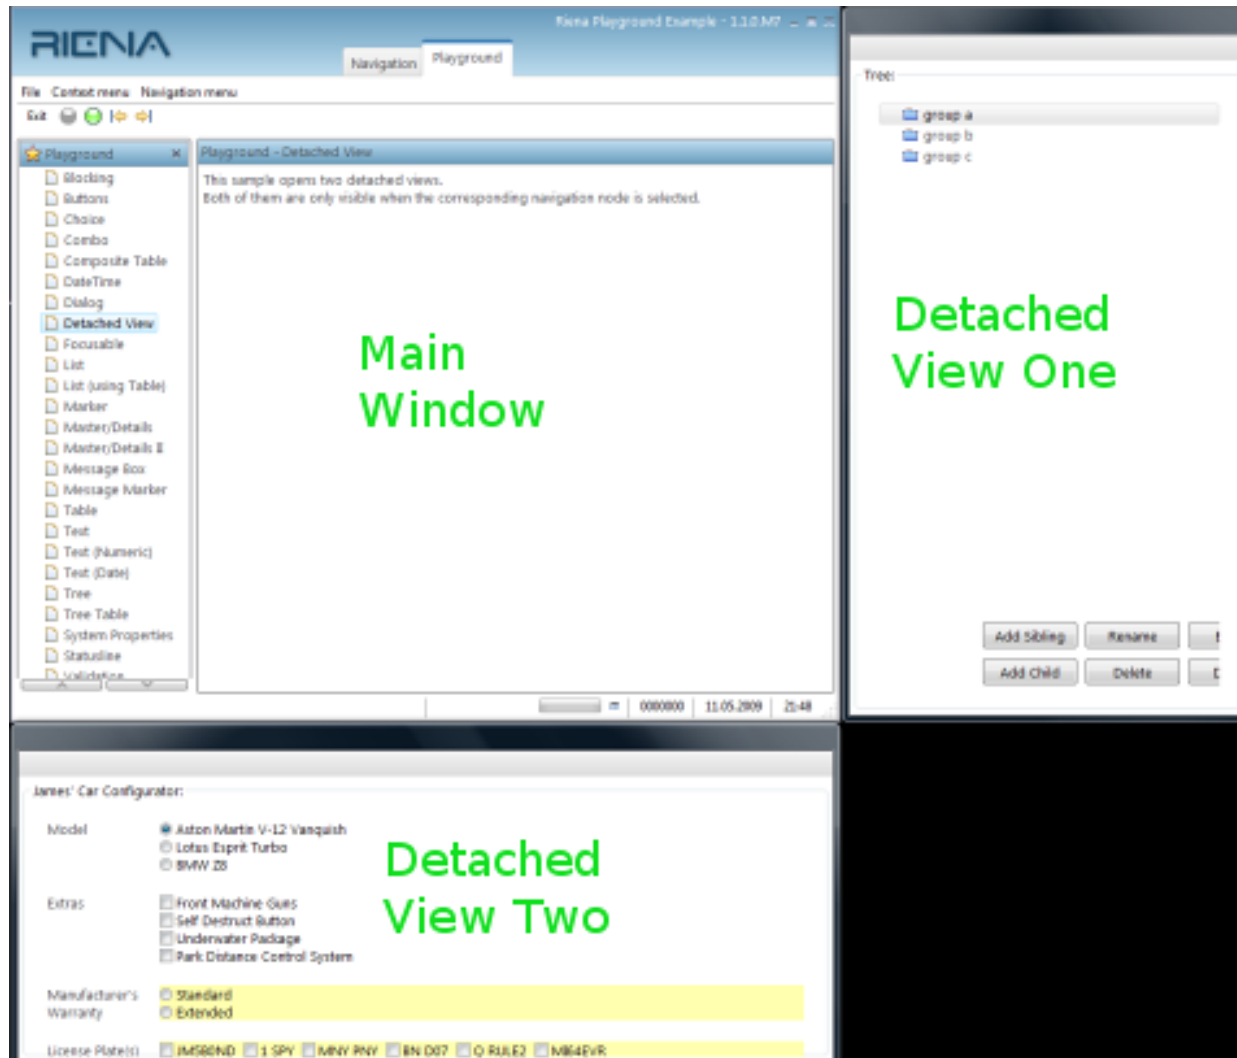 Riena Playground Example - 1.1.0.M7
RIENA
Navigation
Playground
File Context menu Navigation menu
Exit
Playground
Blocking
Buttons
Choice
Combo
Composite Table
DateTime
Dialog
Detached View
Focusable
List
List (using Table)
Marker
Master/Details
Master/Details II
Message Box
Message Marker
Table
Text
Text (Numeric)
Text (Date)
Tree
Tree Table
System Properties
Statusline
Validation
Playground - Detached View
This sample opens two detached views.
Both of them are only visible when the corresponding navigation node is selected.
Main
Window
0000000 11.05.2009 21:48
Tree:
group a
group b
group c
Detached
View One
Add Sibling Rename
Add Child Delete
James' Car Configurator:
Model
Aston Martin V-12 Vanquish
Lotus Esprit Turbo
BMW Z8
Detached
View Two
Extras
Front Machine Guns
Self Destruct Button
Underwater Package
Park Distance Control System
Manufacturer's
Warranty
Standard
Extended
License Plate(s) JM5B0ND 1 SPY MNY PNY BN D07 Q RULE2 MI64EVR